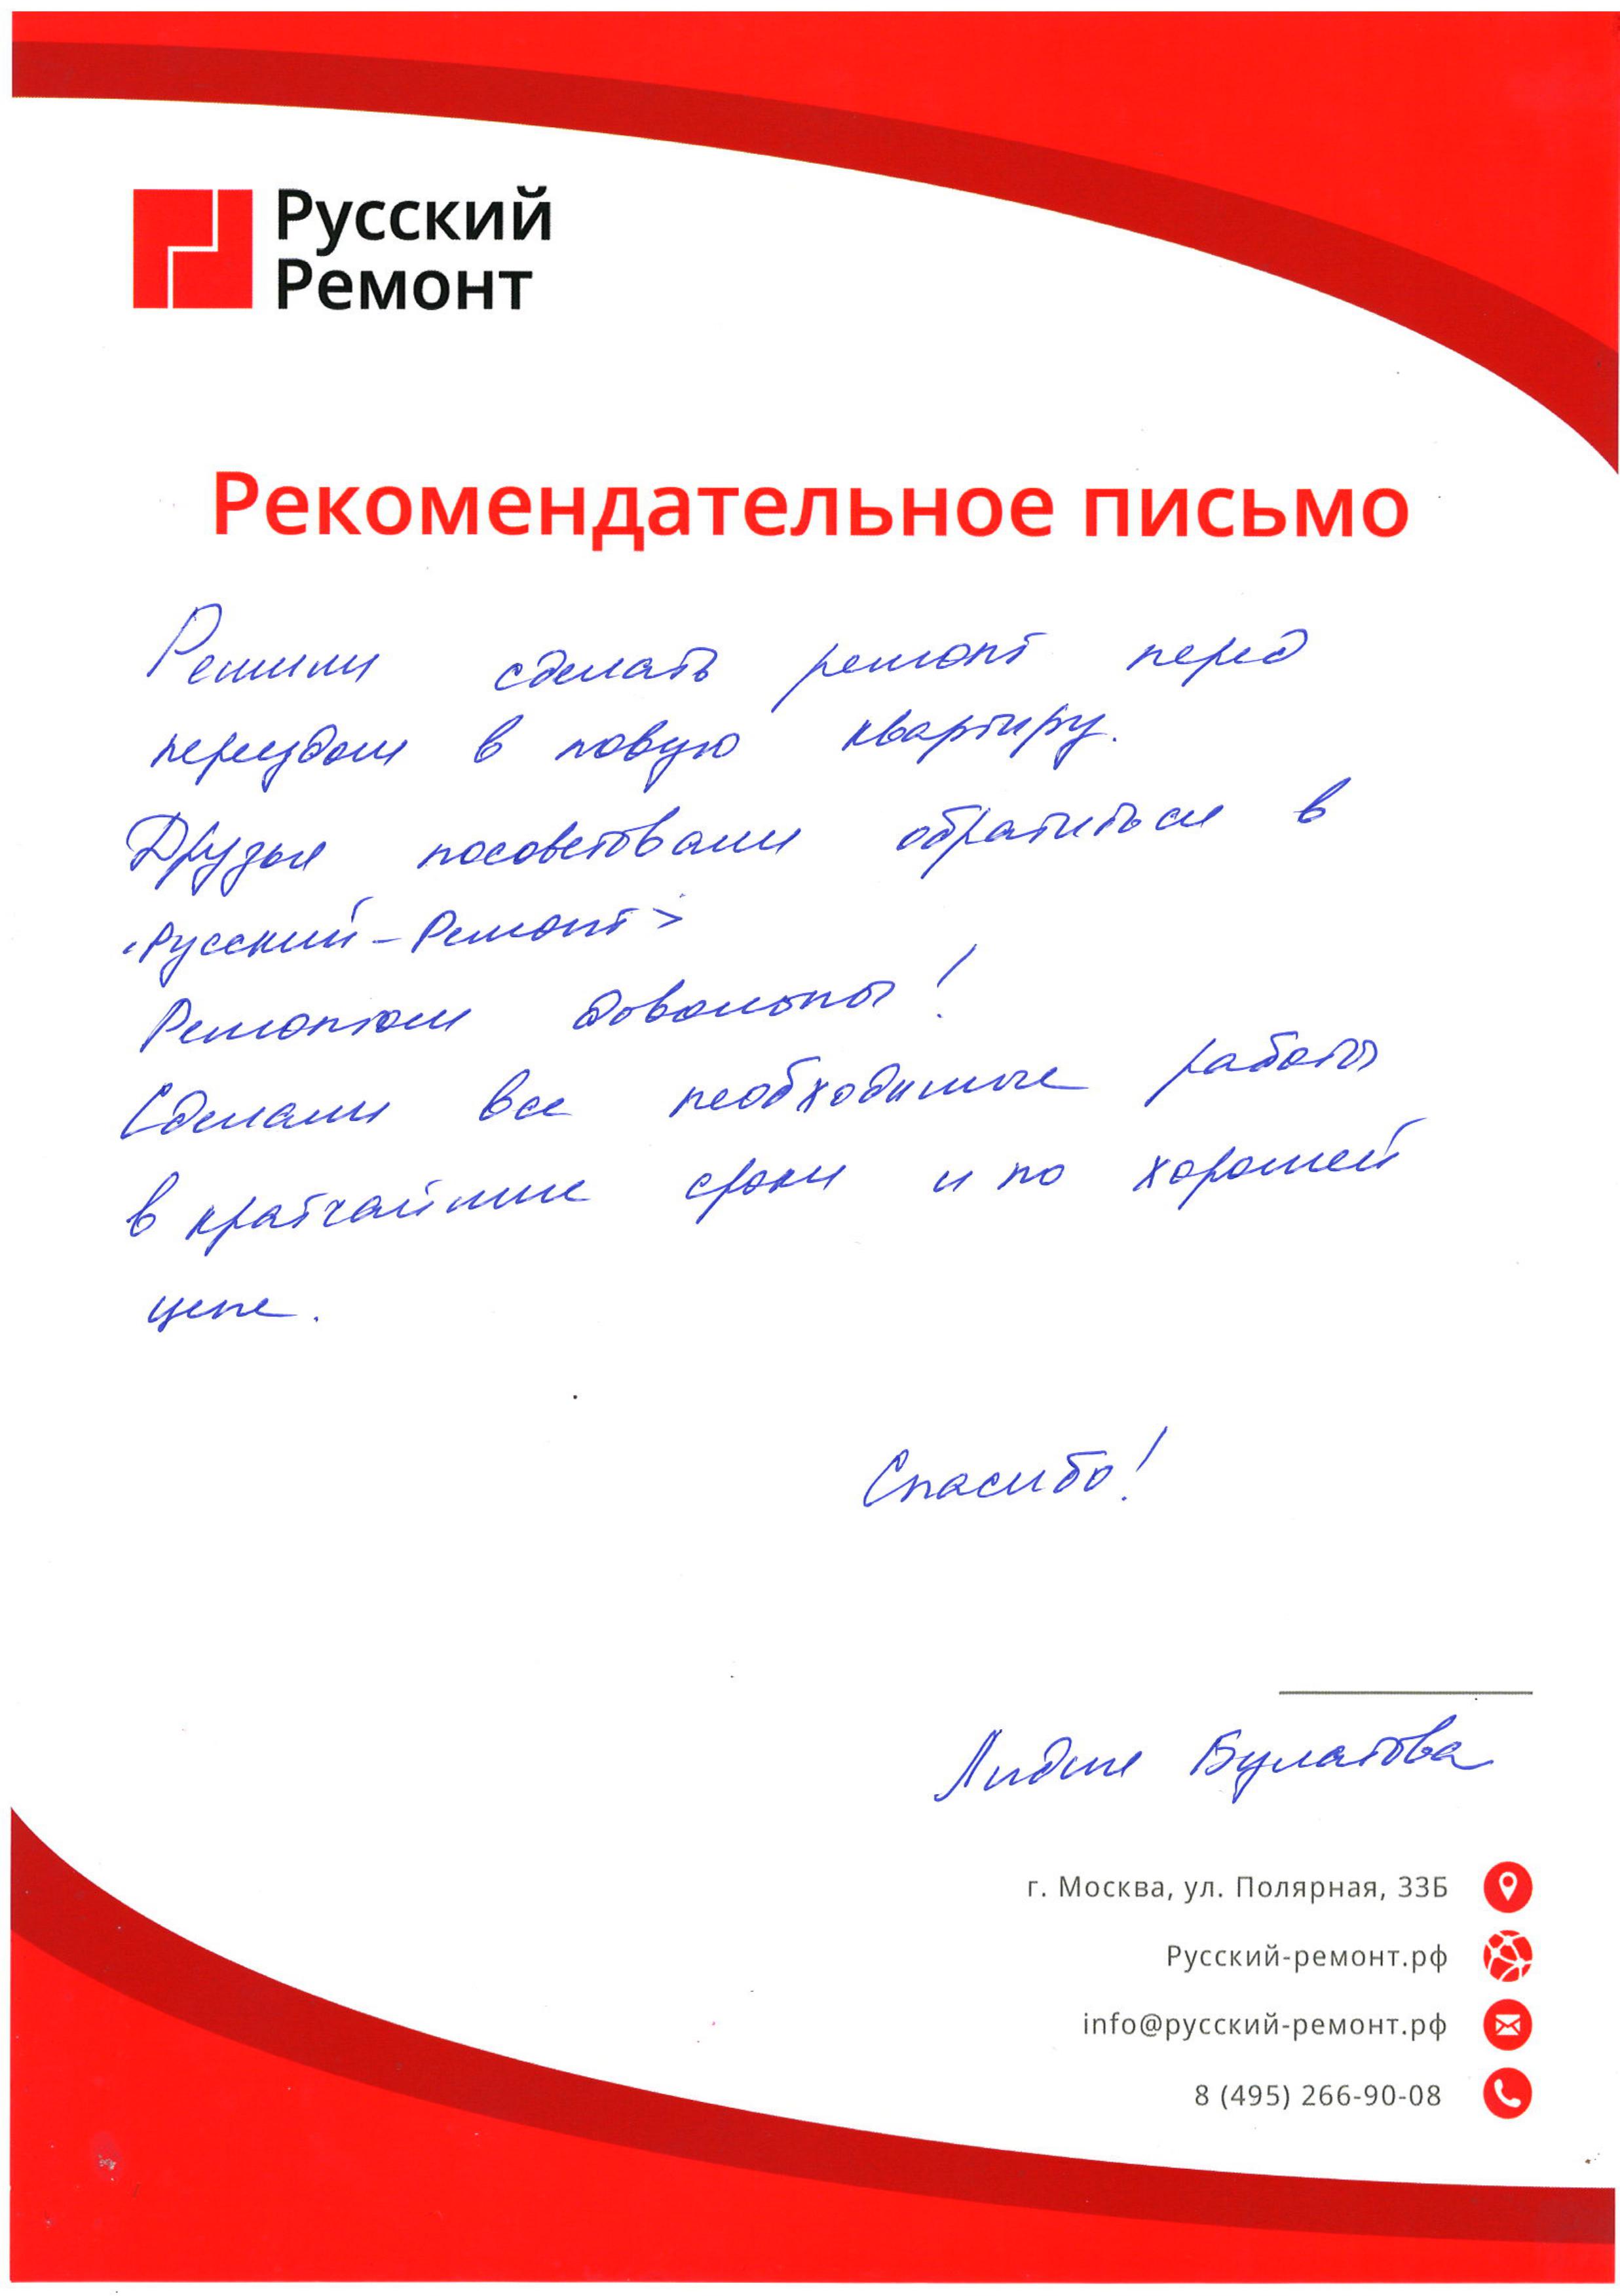 Русский
Ремонт
Рекомендательное письмо
Решили сделать ремонт перед
переездом в новую квартиру.
Друзья посоветовали обратиться в
<Русский-Ремонт>
Ремонтом довольны!
Сделали все необходимые работы
в кратчайшие сроки и по хорошей
цене.
Спасибо!
Лидия Булатова
г. Москва, ул. Полярная, 33Б
Русский-ремонт.рф
info@русский-ремонт.рф
8 (495) 266-90-08